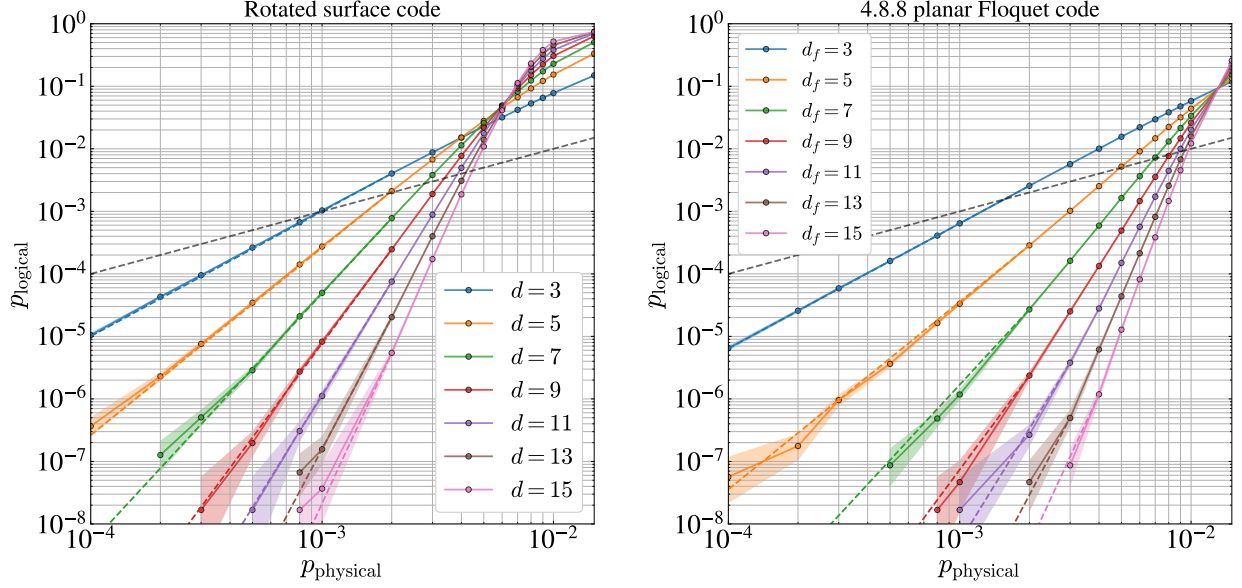 Rotated surface code
10^0
10^{-1}
10^{-2}
10^{-3}
10^{-4}
10^{-5}
10^{-6}
10^{-7}
10^{-8}
p_logical
d = 3
d = 5
d = 7
d = 9
d = 11
d = 13
d = 15
10^{-4}
10^{-3}
10^{-2}
p_physical
4.8.8 planar Floquet code
10^0
10^{-1}
10^{-2}
10^{-3}
10^{-4}
10^{-5}
10^{-6}
10^{-7}
10^{-8}
p_logical
d_f = 3
d_f = 5
d_f = 7
d_f = 9
d_f = 11
d_f = 13
d_f = 15
10^{-4}
10^{-3}
10^{-2}
p_physical